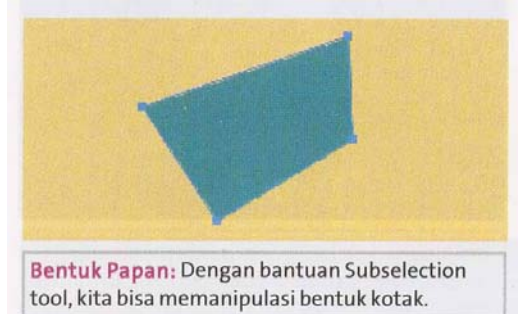 Bentuk Papan: Dengan bantuan Subselection
tool, kita bisa memanipulasi bentuk kotak.